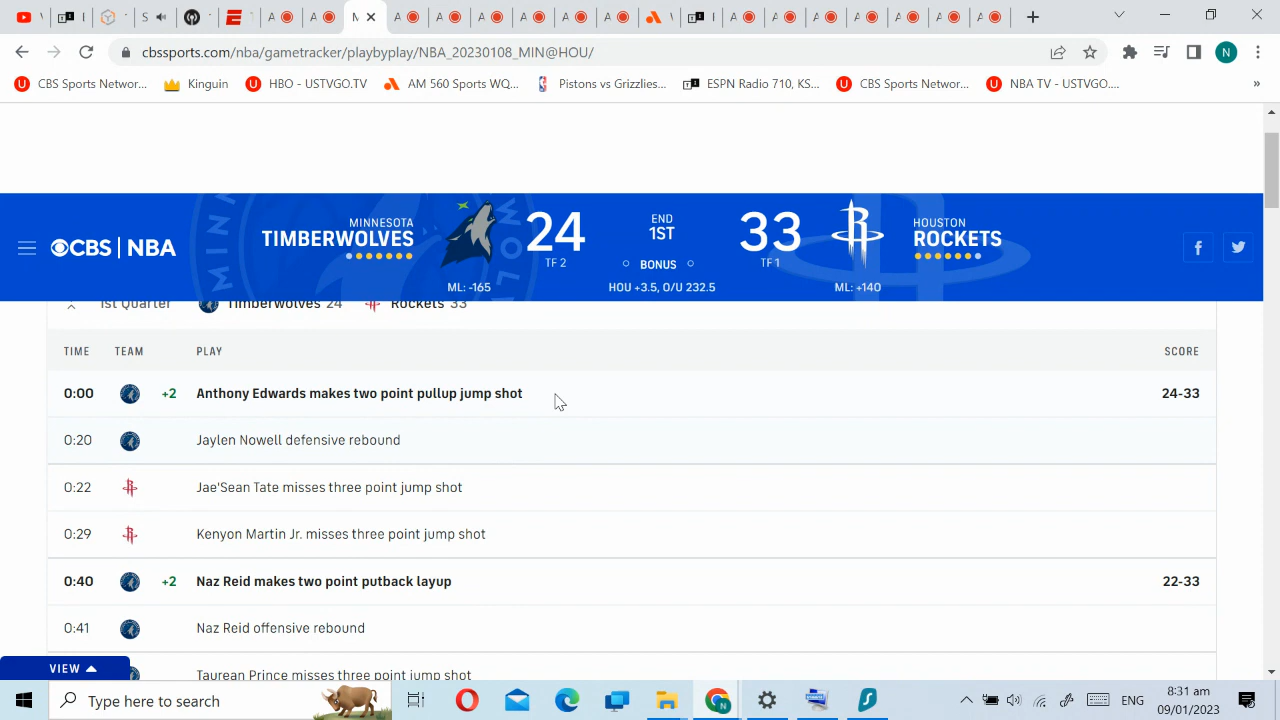 cbssports.com/nba/gametracker/playbyplay/NBA_20230108_MIN@HOU/
N
CBS Sports Networ... Kinguin HBO - USTVGO.TV AM 560 Sports WQ... Pistons vs Grizzlies... ESPN Radio 710, KS... CBS Sports Networ... NBA TV - USTVGO.... »
CBS | NBA
MINNESOTA
TIMBERWOLVES
24
TF 2
ML: -165
END
1ST
BONUS
HOU +3.5, O/U 232.5
33
TF 1
ML: +140
HOUSTON
ROCKETS
1st Quarter Timberwolves 24 Rockets 33
TIME TEAM PLAY SCORE
0:00 +2 Anthony Edwards makes two point pullup jump shot 24-33
0:20 Jaylen Nowell defensive rebound
0:22 Jae'Sean Tate misses three point jump shot
0:29 Kenyon Martin Jr. misses three point jump shot
0:40 +2 Naz Reid makes two point putback layup 22-33
0:41 Naz Reid offensive rebound
Taurean Prince misses three point jump shot
VIEW
Type here to search
ENG
8:31 am
09/01/2023